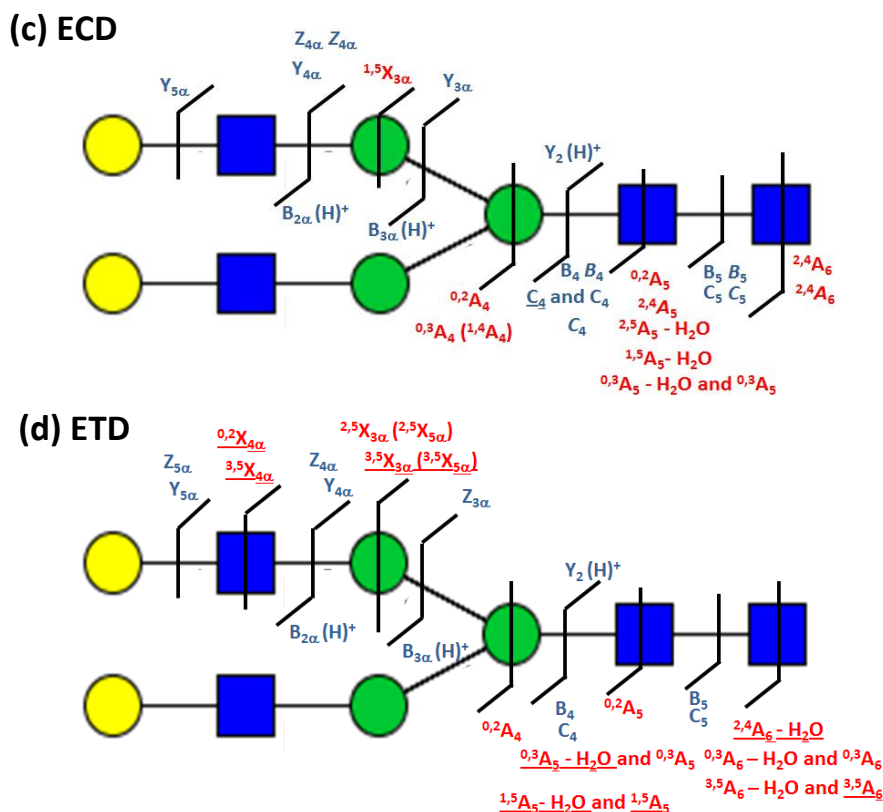 (c) ECD
Z₄α Z₄α
Y₅α
Y₄α
¹,⁵X₃α
Y₃α
B₂α (H)⁺
B₃α (H)⁺
Y₂ (H)⁺
⁰,²A₄
⁰,³A₄ (¹,⁴A₄)
B₄ B₄
C₄ and C₄
C₄
⁰,²A₅
²,⁴A₅
²,⁵A₅ - H₂O
¹,⁵A₅- H₂O
⁰,³A₅ - H₂O and ⁰,³A₅
B₅ B₅
C₅ C₅
²,⁴A₆
²,⁴A₆
(d) ETD
Z₅α
Y₅α
⁰,²X₄α
³,⁵X₄α
Z₄α
Y₄α
²,⁵X₃α (²,⁵X₅α)
³,⁵X₃α (³,⁵X₅α)
Z₃α
B₂α (H)⁺
B₃α (H)⁺
Y₂ (H)⁺
⁰,²A₄
B₄
C₄
⁰,²A₅
⁰,³A₅ - H₂O and ⁰,³A₅
¹,⁵A₅- H₂O and ¹,⁵A₅
B₅
C₅
²,⁴A₆ - H₂O
⁰,³A₆ – H₂O and ⁰,³A₆
³,⁵A₆ – H₂O and ³,⁵A₆